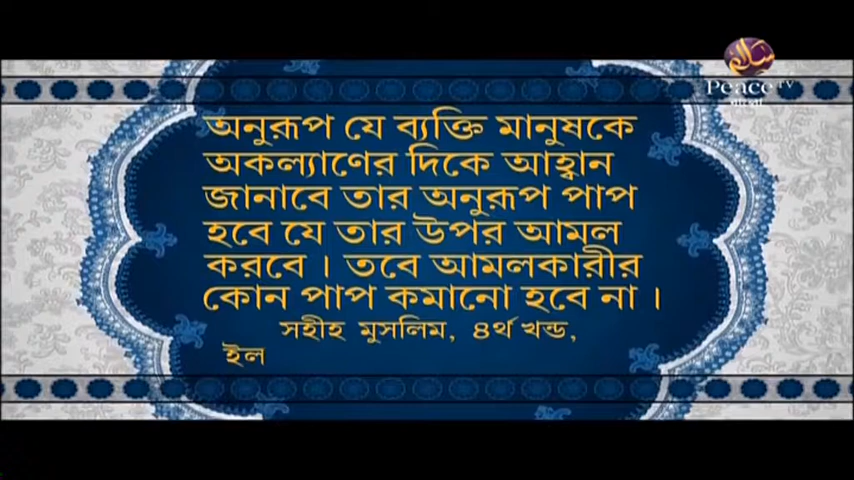 سلام
Peace TV
বাংলা
অনুরূপ যে ব্যক্তি মানুষকে
অকল্যাণের দিকে আহ্বান
জানাবে তার অনুরূপ পাপ
হবে যে তার উপর আমল
করবে । তবে আমলকারীর
কোন পাপ কমানো হবে না ।
সহীহ মুসলিম, ৪র্থ খন্ড,
ইল